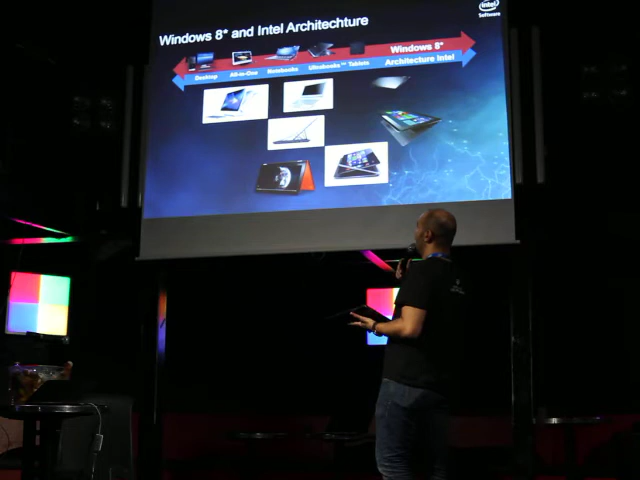 Windows 8* and Intel Architechture
intel
Software
Windows 8*
Desktop All-in-One Notebooks Ultrabooks™ Tablets Architecture Intel